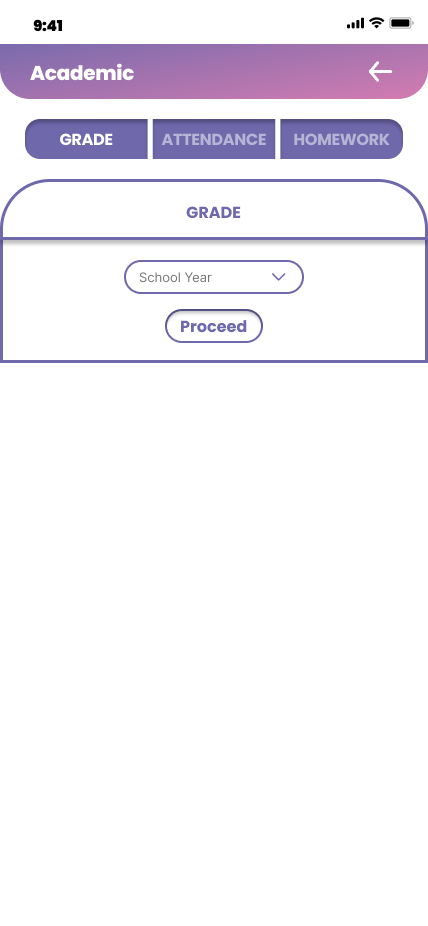 9:41
Academic
GRADE ATTENDANCE HOMEWORK
GRADE
School Year
Proceed